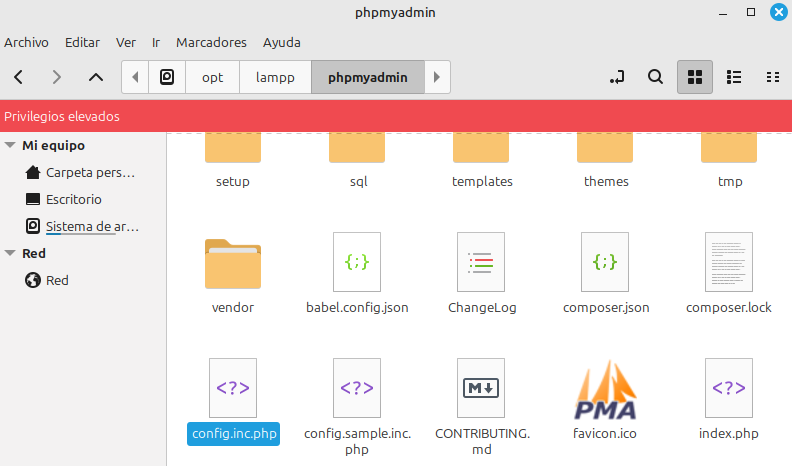 phpmyadmin
Archivo Editar Ver Ir Marcadores Ayuda
opt lampp phpmyadmin
Privilegios elevados
Mi equipo
Carpeta pers...
Escritorio
Sistema de ar...
Red
Red
setup sql templates themes tmp
{;} {;}
vendor babel.config.json ChangeLog composer.json composer.lock
<?> <?> M PMA <?>
config.inc.php config.sample.inc. CONTRIBUTING. favicon.ico index.php
php md